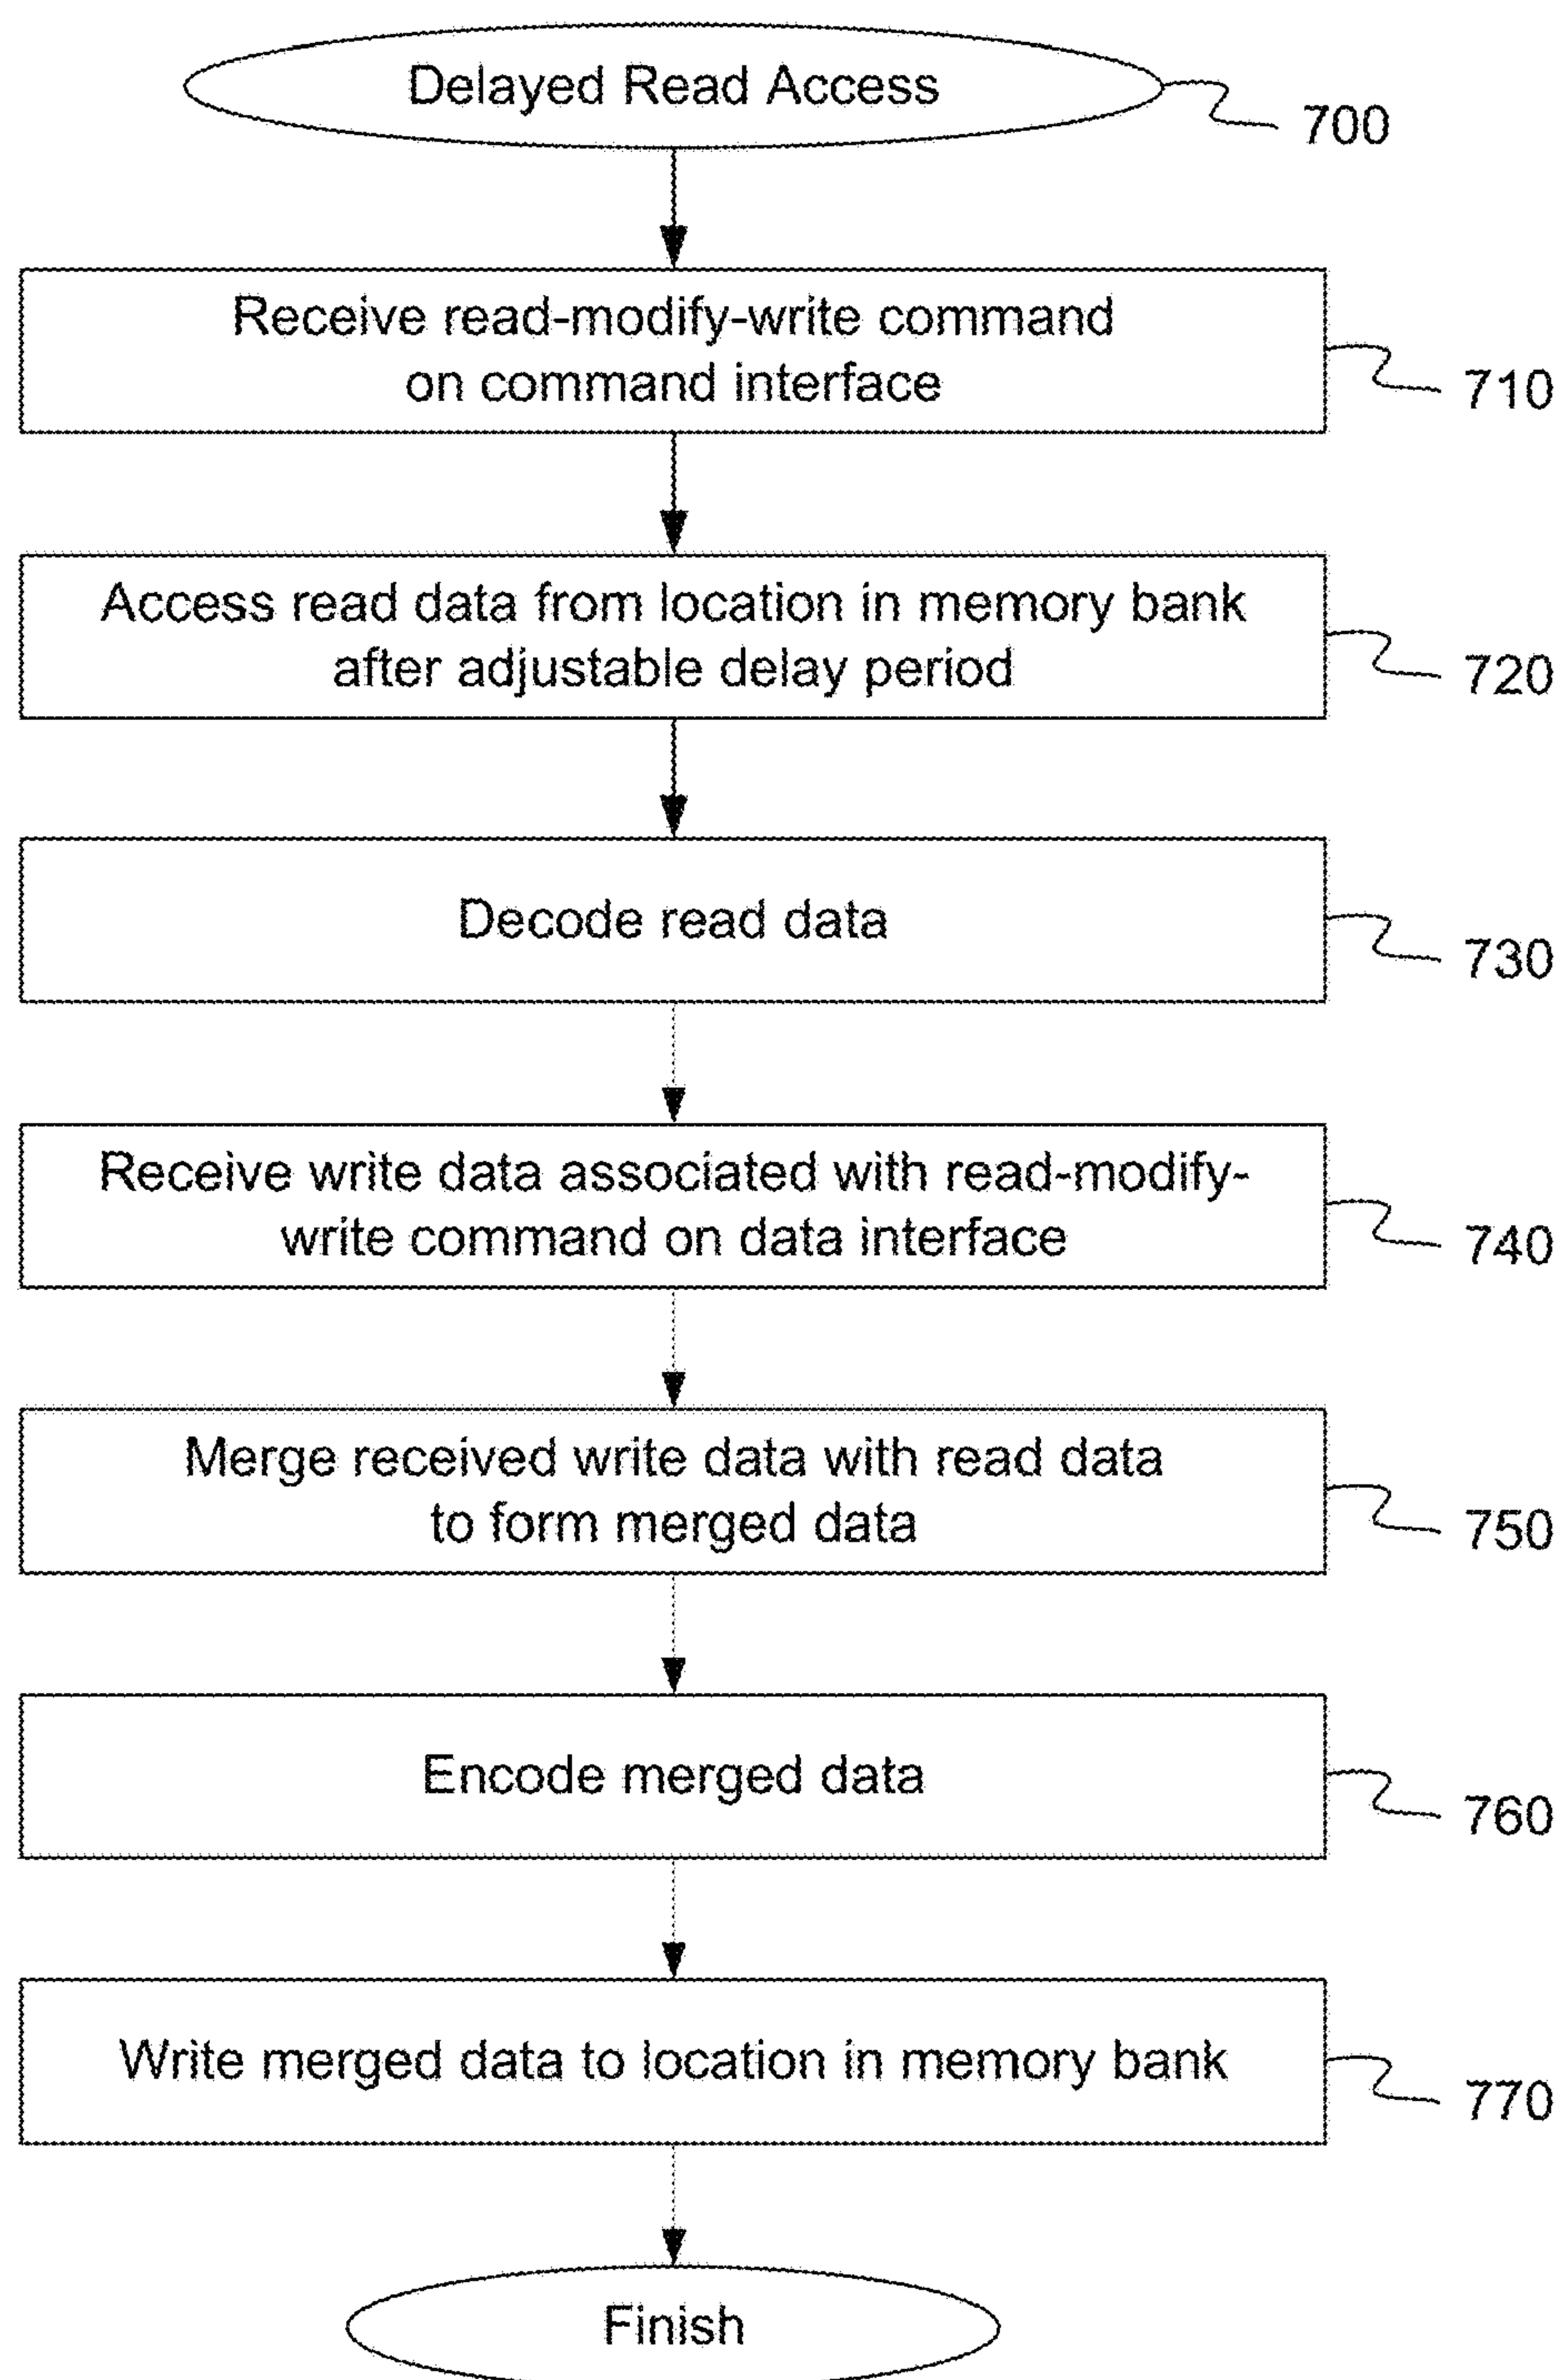 Delayed Read Access
700
Receive read-modify-write command
on command interface
710
Access read data from location in memory bank
after adjustable delay period
720
Decode read data
730
Receive write data associated with read-modify-
write command on data interface
740
Merge received write data with read data
to form merged data
750
Encode merged data
760
Write merged data to location in memory bank
770
Finish